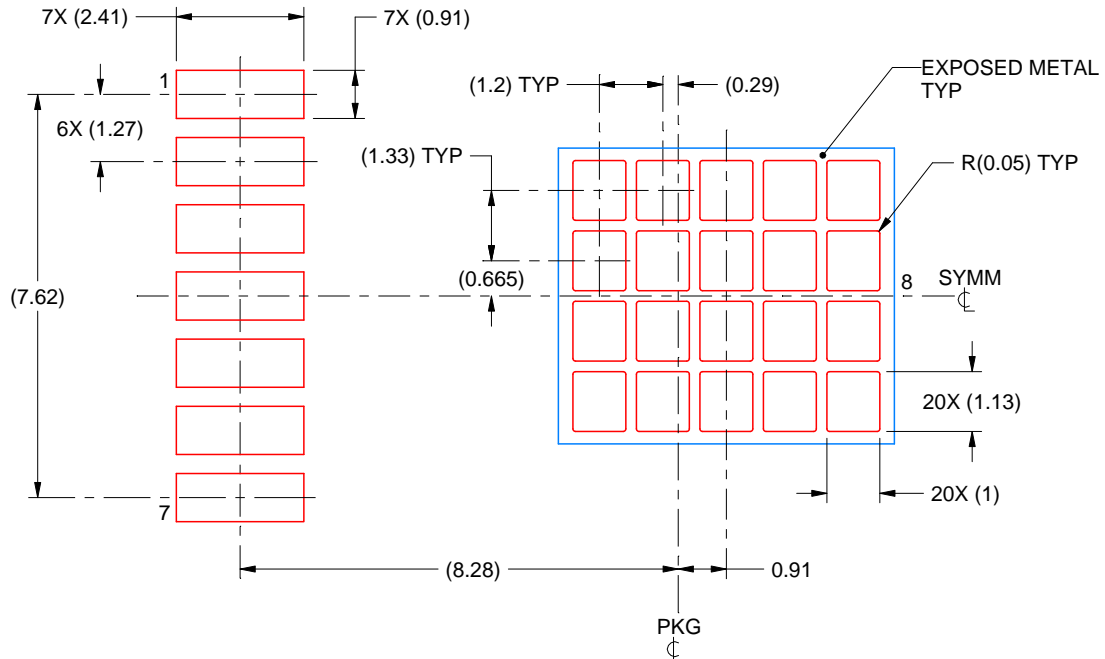 7X (2.41)
7X (0.91)
1
(1.2) TYP
(0.29)
EXPOSED METAL
TYP
6X (1.27)
(1.33) TYP
R(0.05) TYP
(7.62)
(0.665)
8
SYMM
℄
20X (1.13)
20X (1)
7
(8.28)
0.91
PKG
℄